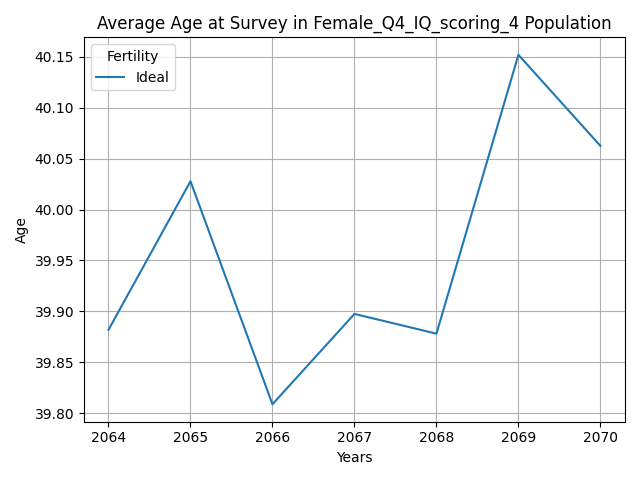 Average Age at Survey in Female_Q4_IQ_scoring_4 Population
Fertility
Ideal
40.15
40.10
40.05
40.00
39.95
39.90
39.85
39.80
Age
2064 2065 2066 2067 2068 2069 2070
Years